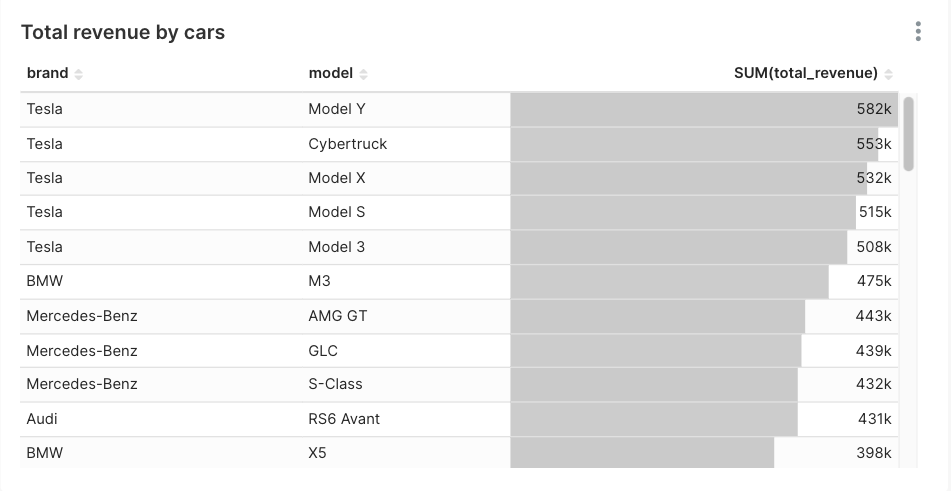 Total revenue by cars
brand model SUM(total_revenue)
Tesla Model Y 582k
Tesla Cybertruck 553k
Tesla Model X 532k
Tesla Model S 515k
Tesla Model 3 508k
BMW M3 475k
Mercedes-Benz AMG GT 443k
Mercedes-Benz GLC 439k
Mercedes-Benz S-Class 432k
Audi RS6 Avant 431k
BMW X5 398k